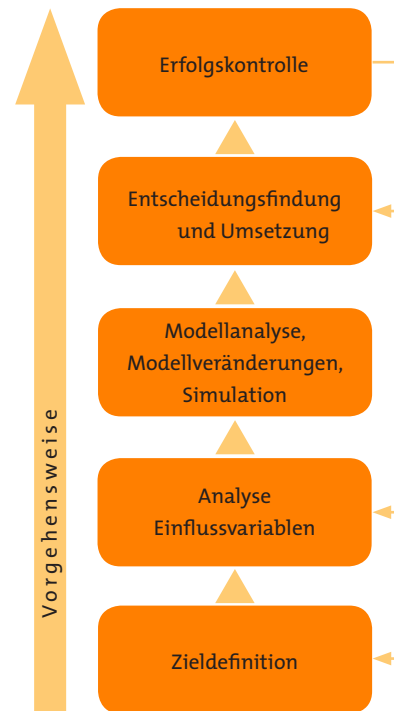 Erfolgskontrolle
Entscheidungsfindung
und Umsetzung
Modellanalyse,
Modellveränderungen,
Simulation
Analyse
Einflussvariablen
Zieldefinition
Vorgehensweise